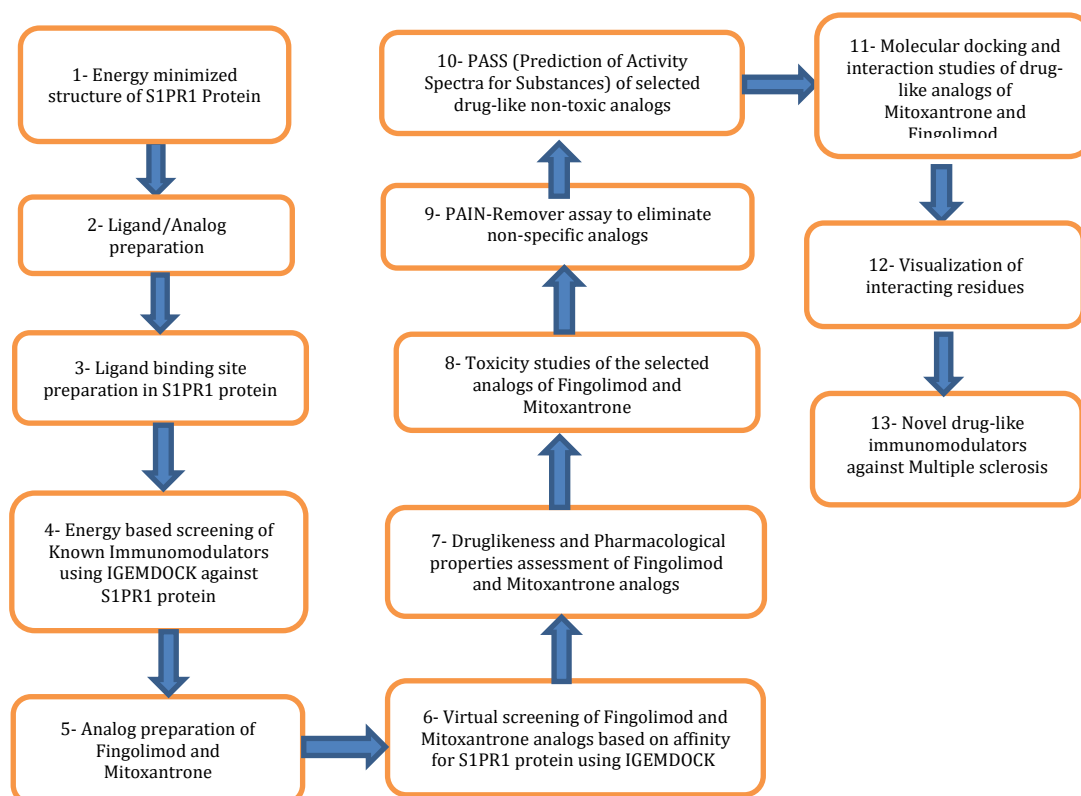 1- Energy minimized
structure of S1PR1 Protein
2- Ligand/Analog
preparation
3- Ligand binding site
preparation in S1PR1 protein
4- Energy based screening of
Known Immunomodulators
using IGEMDOCK against
S1PR1 protein
5- Analog preparation of
Fingolimod and
Mitoxantrone
6- Virtual screening of Fingolimod and
Mitoxantrone analogs based on affinity
for S1PR1 protein using IGEMDOCK
7- Druglikeness and Pharmacological
properties assessment of Fingolimod
and Mitoxantrone analogs
8- Toxicity studies of the selected
analogs of Fingolimod and
Mitoxantrone
9- PAIN-Remover assay to eliminate
non-specific analogs
10- PASS (Prediction of Activity
Spectra for Substances) of selected
drug-like non-toxic analogs
11- Molecular docking and
interaction studies of drug-
like analogs of
Mitoxantrone and
Fingolimod
12- Visualization of
interacting residues
13- Novel drug-like
immunomodulators
against Multiple sclerosis